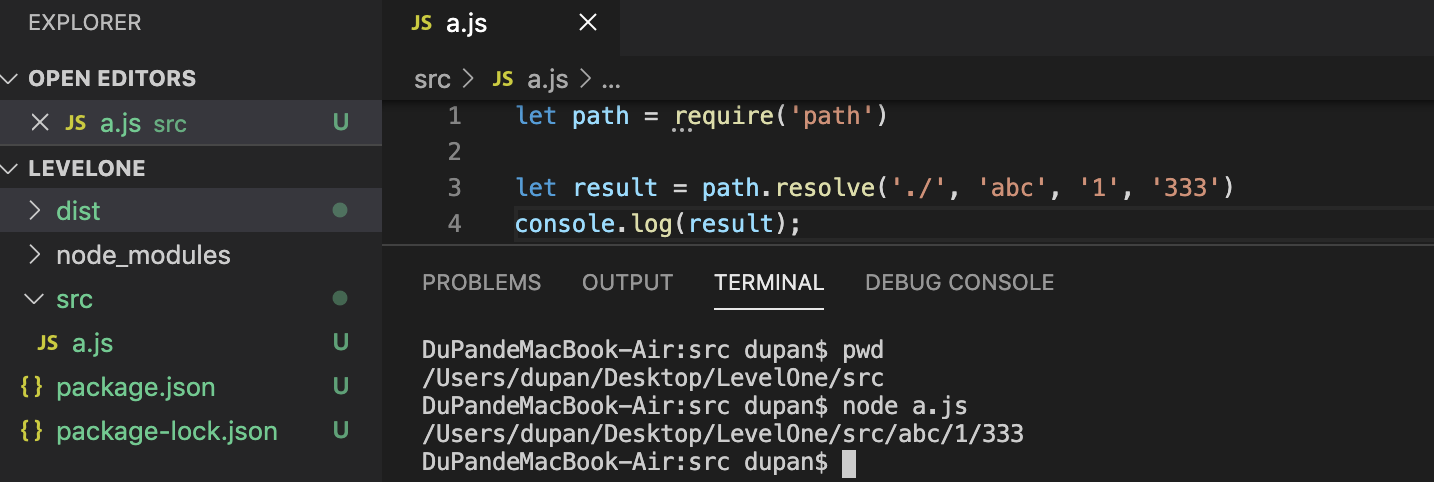 EXPLORER
OPEN EDITORS
JS a.js src U
LEVELONE
dist
node_modules
src
JS a.js U
{} package.json U
{} package-lock.json U
JS a.js
src > JS a.js > ...
1 let path = require('path')
2
3 let result = path.resolve('./', 'abc', '1', '333')
4 console.log(result);
PROBLEMS OUTPUT TERMINAL DEBUG CONSOLE
DuPandeMacBook-Air:src dupan$ pwd
/Users/dupan/Desktop/LevelOne/src
DuPandeMacBook-Air:src dupan$ node a.js
/Users/dupan/Desktop/LevelOne/src/abc/1/333
DuPandeMacBook-Air:src dupan$